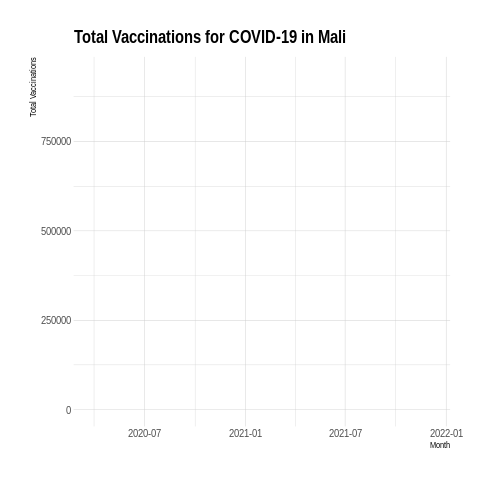 Total Vaccinations for COVID-19 in Mali
Total Vaccinations
750000
500000
250000
0
2020-07 2021-01 2021-07 2022-01
Month